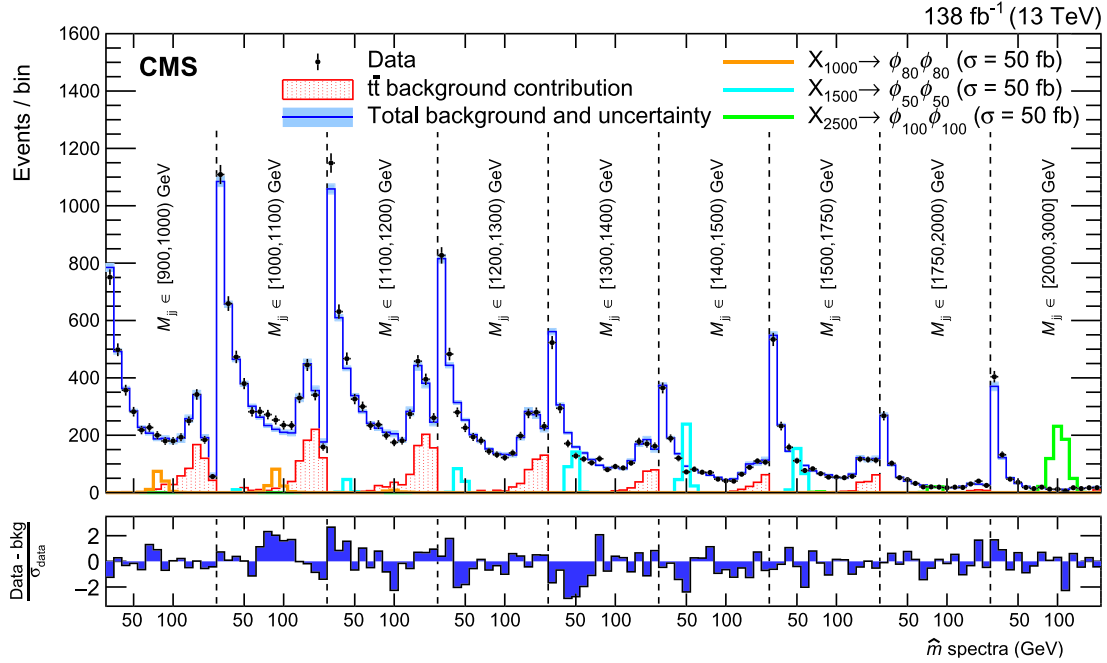 138 fb⁻¹ (13 TeV)
CMS
Data
tt̄ background contribution
Total background and uncertainty
X₁₀₀₀→ ϕ₈₀ϕ₈₀ (σ = 50 fb)
X₁₅₀₀→ ϕ₅₀ϕ₅₀ (σ = 50 fb)
X₂₅₀₀→ ϕ₁₀₀ϕ₁₀₀ (σ = 50 fb)
Events / bin
1600
1400
1200
1000
800
600
400
200
0
M_jj ∈ [900,1000) GeV
M_jj ∈ [1000,1100) GeV
M_jj ∈ [1100,1200) GeV
M_jj ∈ [1200,1300) GeV
M_jj ∈ [1300,1400) GeV
M_jj ∈ [1400,1500) GeV
M_jj ∈ [1500,1750) GeV
M_jj ∈ [1750,2000) GeV
M_jj ∈ [2000,3000] GeV
Data - bkg
σ_data
2
0
−2
50 100 50 100 50 100 50 100 50 100 50 100 50 100 50 100 50 100
m̂ spectra (GeV)